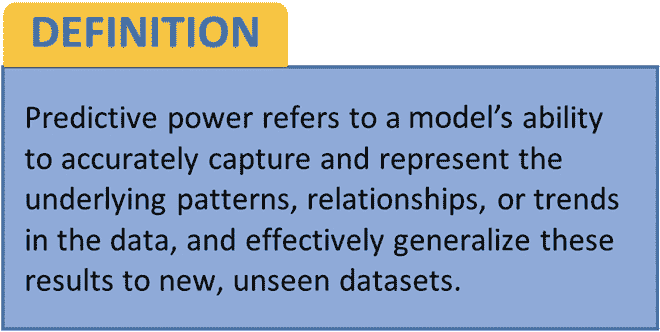 DEFINITION
Predictive power refers to a model’s ability
to accurately capture and represent the
underlying patterns, relationships, or trends
in the data, and effectively generalize these
results to new, unseen datasets.